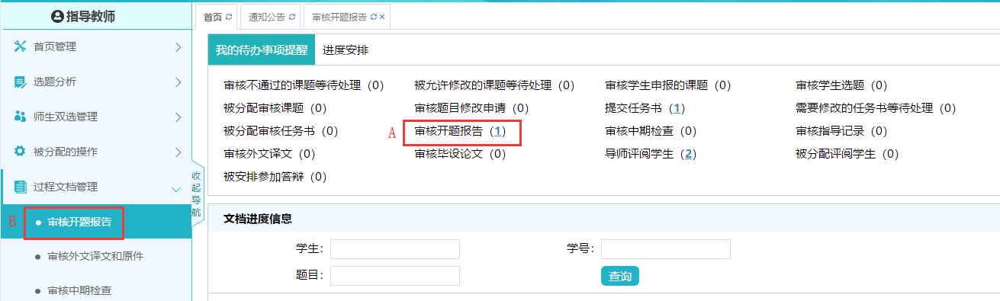 指导教师
首页管理
选题分析
师生双选管理
被分配的操作
过程文档管理
B 审核开题报告
审核外文译文和原件
审核中期检查
收起导航
首页 通知公告 审核开题报告
我的待办事项提醒 进度安排
审核不通过的课题等待处理（0） 被允许修改的课题等待处理（0） 审核学生申报的课题（0） 审核学生选题（0）
被分配审核课题（0） 审核题目修改申请（0） 提交任务书（1） 需要修改的任务书等待处理（0）
被分配审核任务书（0） A 审核开题报告（1） 审核中期检查（0） 审核指导记录（0）
审核外文译文（0） 审核毕设论文（0） 导师评阅学生（2） 被分配评阅学生（0）
被安排参加答辩（0）
文档进度信息
学生： 学号：
题目： 查询